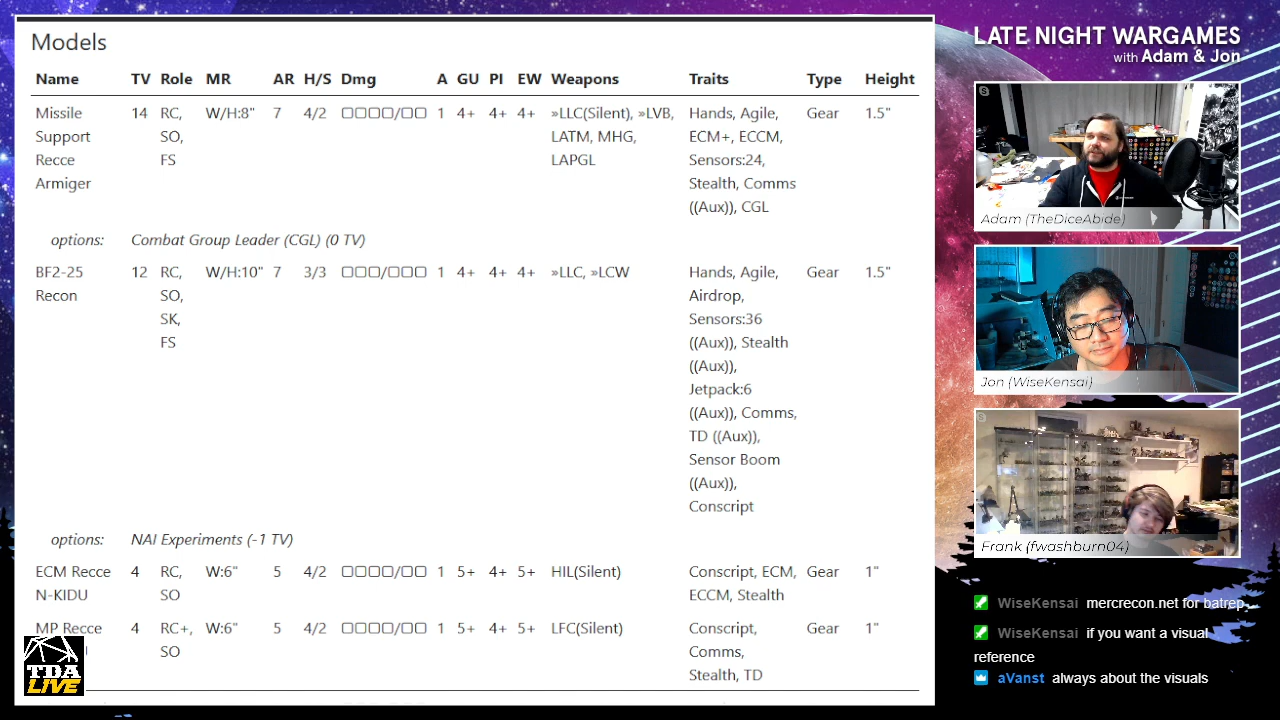 Models
Name TV Role MR AR H/S Dmg A GU PI EW Weapons Traits Type Height
Missile 14 RC, W/H:8" 7 4/2 □□□□/□□ 1 4+ 4+ 4+ »LLC(Silent), »LVB, Hands, Agile, Gear 1.5"
Support SO, LATM, MHG, ECM+, ECCM,
Recce FS LAPGL Sensors:24,
Armiger Stealth, Comms
((Aux)), CGL
options: Combat Group Leader (CGL) (0 TV)
BF2-25 12 RC, W/H:10" 7 3/3 □□□/□□□ 1 4+ 4+ 4+ »LLC, »LCW Hands, Agile, Gear 1.5"
Recon SO, Airdrop,
SK, Sensors:36
FS ((Aux)), Stealth
((Aux)),
Jetpack:6
((Aux)), Comms,
TD ((Aux)),
Sensor Boom
((Aux)),
Conscript
options: NAI Experiments (-1 TV)
ECM Recce 4 RC, W:6" 5 4/2 □□□□/□□ 1 5+ 4+ 5+ HIL(Silent) Conscript, ECM, Gear 1"
N-KIDU SO ECCM, Stealth
MP Recce 4 RC+, W:6" 5 4/2 □□□□/□□ 1 5+ 4+ 5+ LFC(Silent) Conscript, Gear 1"
SO Comms,
Stealth, TD
TDA
LIVE
LATE NIGHT WARGAMES
with Adam & Jon
Adam (TheDiceAbide)
Jon (WiseKensai)
Frank (fwashburn04)
WiseKensai mercrecon.net for batrep
WiseKensai if you want a visual
reference
aVanst always about the visuals